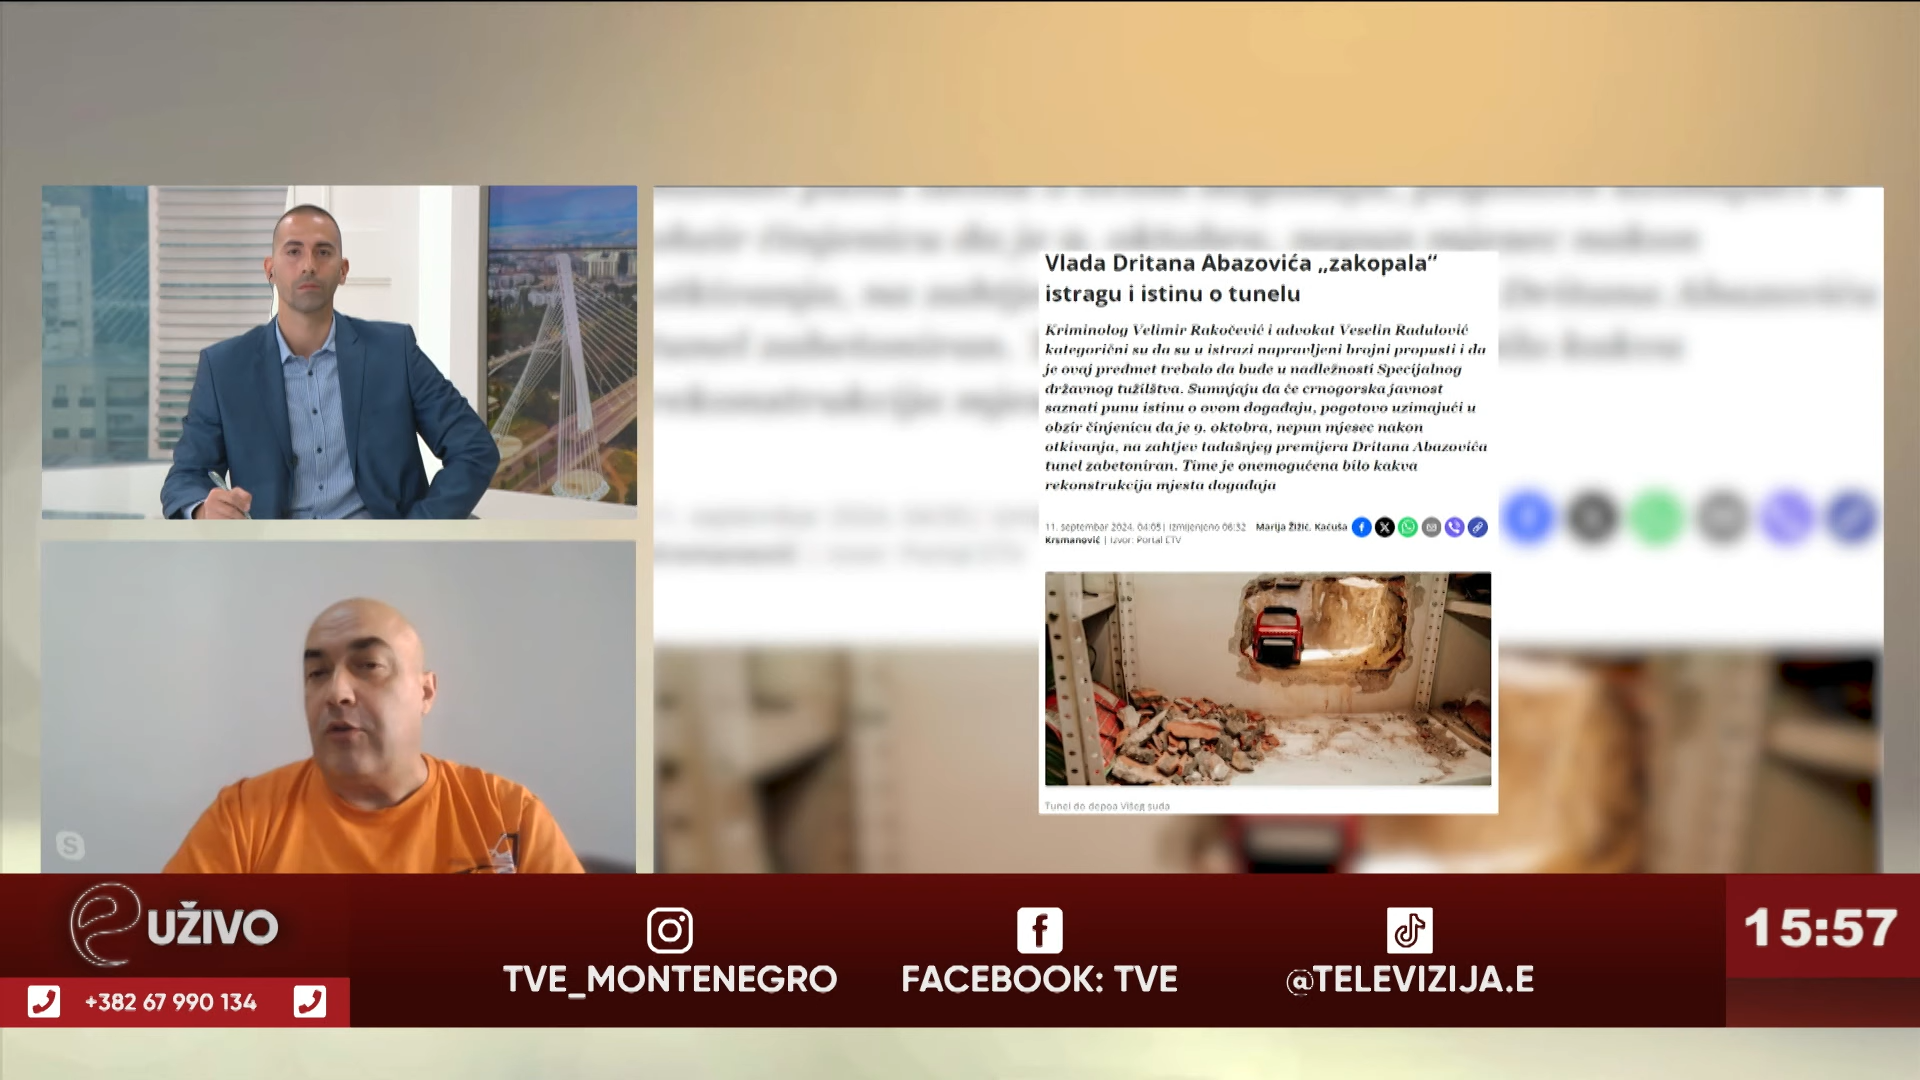 Vlada Dritana Abazovića „zakopala“
istragu i istinu o tunelu
Kriminolog Velimir Rakočević i advokat Veselin Radulović
kategorični su da su u istrazi napravljeni brojni propusti i da
je ovaj predmet trebalo da bude u nadležnosti Specijalnog
državnog tužilštva. Sumnjaju da će crnogorska javnost
saznati punu istinu o ovom događaju, pogotovo uzimajući u
obzir činjenicu da je 9. oktobra, nepun mjesec nakon
otkivanja, na zahtjev tadašnjeg premijera Dritana Abazovića
tunel zabetoniran. Time je onemogućena bilo kakva
rekonstrukcija mjesta događaja
11. septembar 2024. 04:05 | Izmijenjeno 06:32 Marija Žižić, Kaćuša
Krsmanović | Izvor: Portal ETV
Tunel do depoa Višeg suda
e UŽIVO
+382 67 990 134
TVE_MONTENEGRO
FACEBOOK: TVE
@TELEVIZIJA.E
15:57